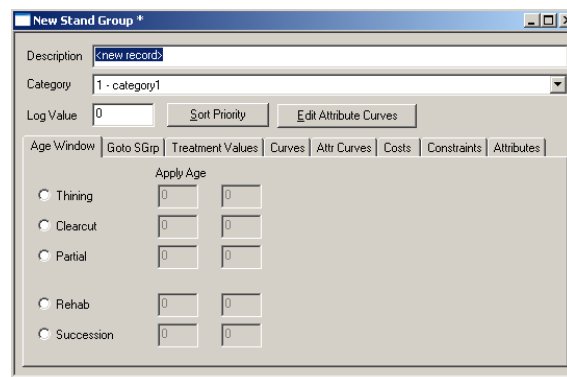 New Stand Group *
Description <new record>
Category 1 - category1
Log Value 0 Sort Priority Edit Attribute Curves
Age Window Goto SGrp Treatment Values Curves Attr Curves Costs Constraints Attributes
Apply Age
Thining 0 0
Clearcut 0 0
Partial 0 0
Rehab 0 0
Succession 0 0